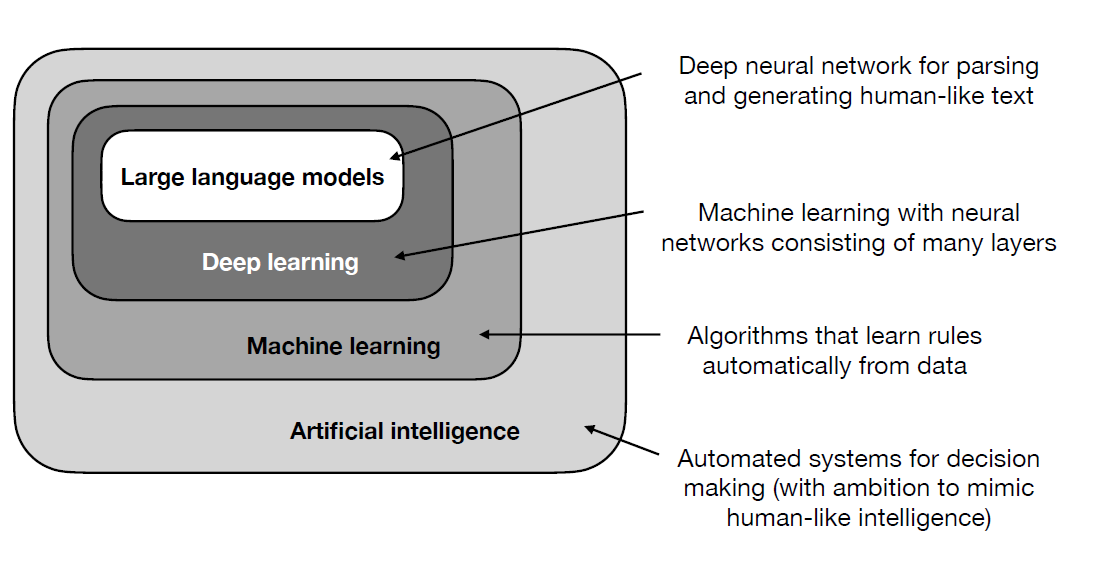 Deep neural network for parsing
and generating human-like text
Large language models
Machine learning with neural
networks consisting of many layers
Deep learning
Algorithms that learn rules
automatically from data
Machine learning
Automated systems for decision
making (with ambition to mimic
human-like intelligence)
Artificial intelligence